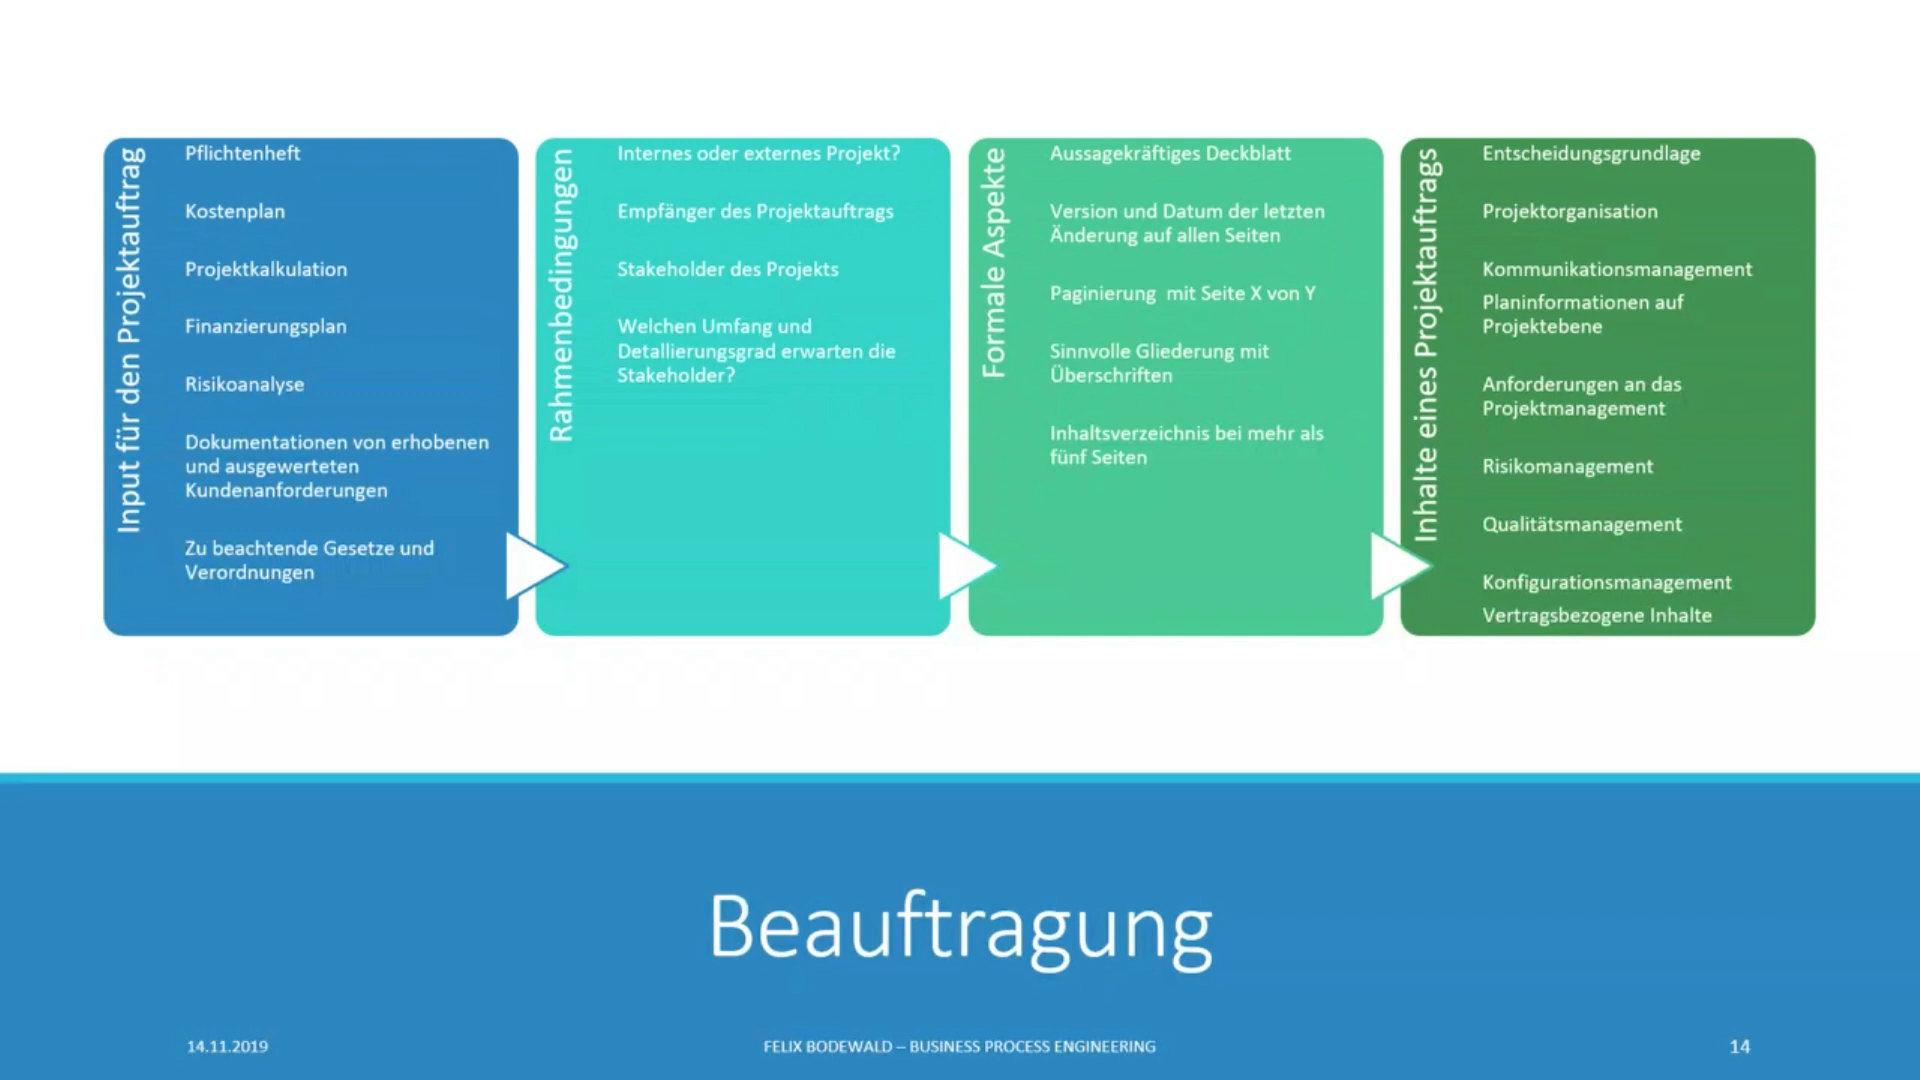 Input für den Projektauftrag
Pflichtenheft
Kostenplan
Projektkalkulation
Finanzierungsplan
Risikoanalyse
Dokumentationen von erhobenen
und ausgewerteten
Kundenanforderungen
Zu beachtende Gesetze und
Verordnungen
Rahmenbedingungen
Internes oder externes Projekt?
Empfänger des Projektauftrags
Stakeholder des Projekts
Welchen Umfang und
Detallierungsgrad erwarten die
Stakeholder?
Formale Aspekte
Aussagekräftiges Deckblatt
Version und Datum der letzten
Änderung auf allen Seiten
Paginierung  mit Seite X von Y
Sinnvolle Gliederung mit
Überschriften
Inhaltsverzeichnis bei mehr als
fünf Seiten
Inhalte eines Projektauftrags
Entscheidungsgrundlage
Projektorganisation
Kommunikationsmanagement
Planinformationen auf
Projektebene
Anforderungen an das
Projektmanagement
Risikomanagement
Qualitätsmanagement
Konfigurationsmanagement
Vertragsbezogene Inhalte
Beauftragung
14.11.2019
FELIX BODEWALD – BUSINESS PROCESS ENGINEERING
14